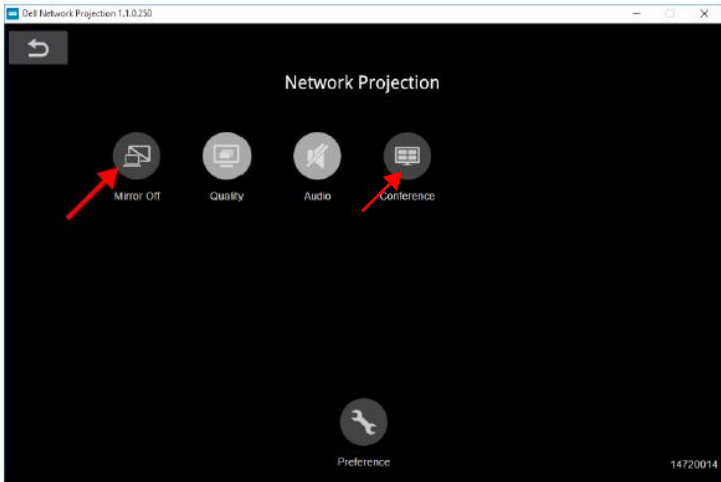 Dell Network Projection 1.1.0.250
Network Projection
Mirror Off Quality Audio Conference
Preference
14720014